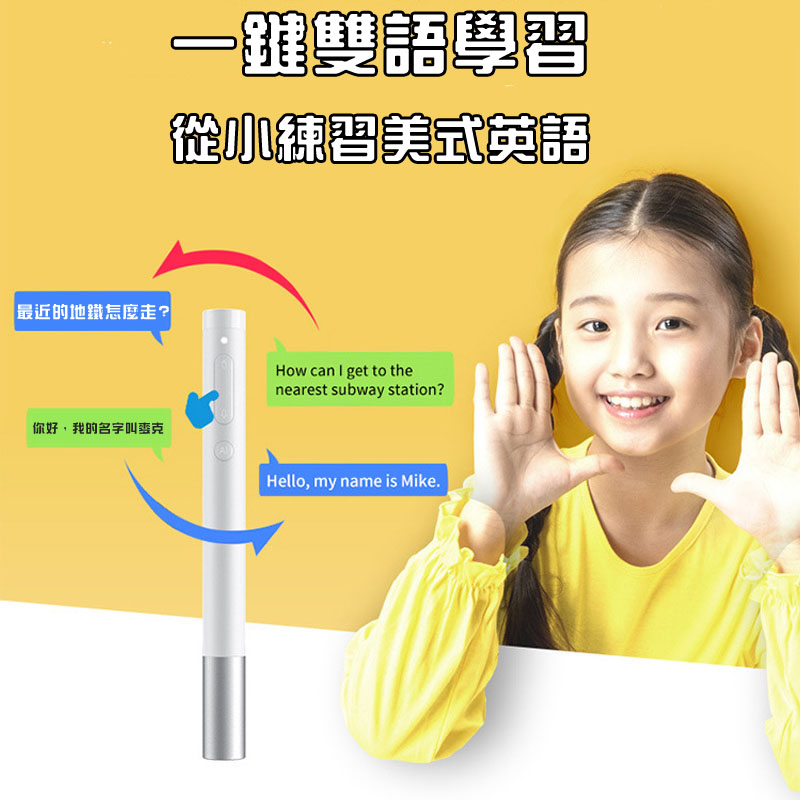 一鍵雙語學習
從小練習美式英語
最近的地鐵怎麼走?
How can I get to the
nearest subway station?
你好,我的名字叫麥克
AI
Hello, my name is Mike.